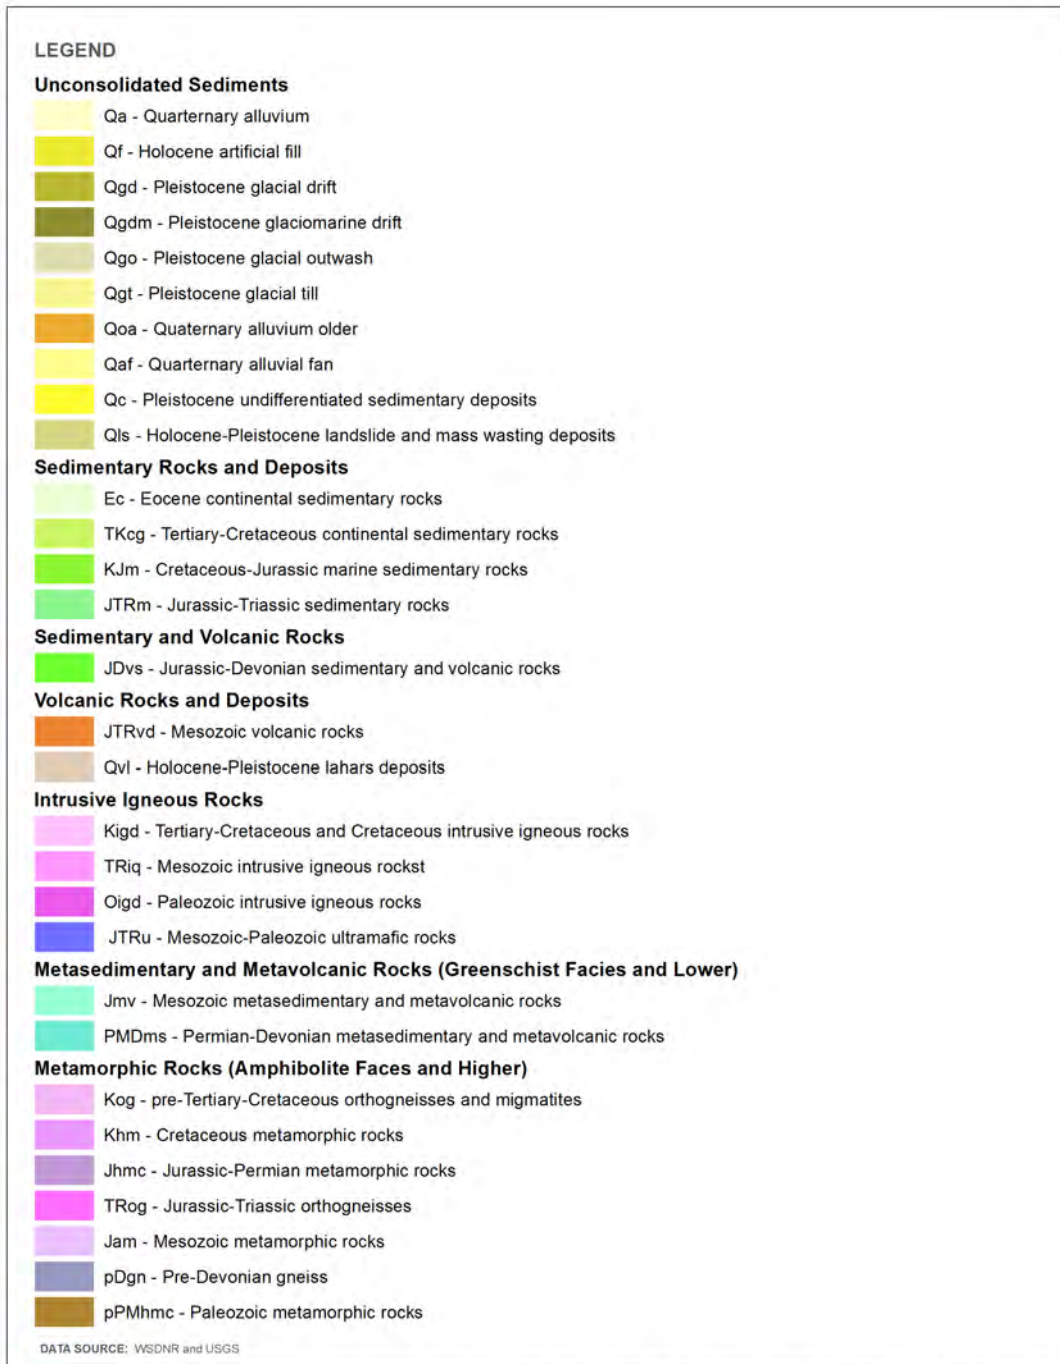 LEGEND
Unconsolidated Sediments
Qa - Quarternary alluvium
Qf - Holocene artificial fill
Qgd - Pleistocene glacial drift
Qgdm - Pleistocene glaciomarine drift
Qgo - Pleistocene glacial outwash
Qgt - Pleistocene glacial till
Qoa - Quaternary alluvium older
Qaf - Quarternary alluvial fan
Qc - Pleistocene undifferentiated sedimentary deposits
Qls - Holocene-Pleistocene landslide and mass wasting deposits
Sedimentary Rocks and Deposits
Ec - Eocene continental sedimentary rocks
TKcg - Tertiary-Cretaceous continental sedimentary rocks
KJm - Cretaceous-Jurassic marine sedimentary rocks
JTRm - Jurassic-Triassic sedimentary rocks
Sedimentary and Volcanic Rocks
JDvs - Jurassic-Devonian sedimentary and volcanic rocks
Volcanic Rocks and Deposits
JTRvd - Mesozoic volcanic rocks
Qvl - Holocene-Pleistocene lahars deposits
Intrusive Igneous Rocks
Kigd - Tertiary-Cretaceous and Cretaceous intrusive igneous rocks
TRiq - Mesozoic intrusive igneous rockst
Oigd - Paleozoic intrusive igneous rocks
JTRu - Mesozoic-Paleozoic ultramafic rocks
Metasedimentary and Metavolcanic Rocks (Greenschist Facies and Lower)
Jmv - Mesozoic metasedimentary and metavolcanic rocks
PMDms - Permian-Devonian metasedimentary and metavolcanic rocks
Metamorphic Rocks (Amphibolite Faces and Higher)
Kog - pre-Tertiary-Cretaceous orthogneisses and migmatites
Khm - Cretaceous metamorphic rocks
Jhmc - Jurassic-Permian metamorphic rocks
TRog - Jurassic-Triassic orthogneisses
Jam - Mesozoic metamorphic rocks
pDgn - Pre-Devonian gneiss
pPMhmc - Paleozoic metamorphic rocks
DATA SOURCE: WSDNR and USGS